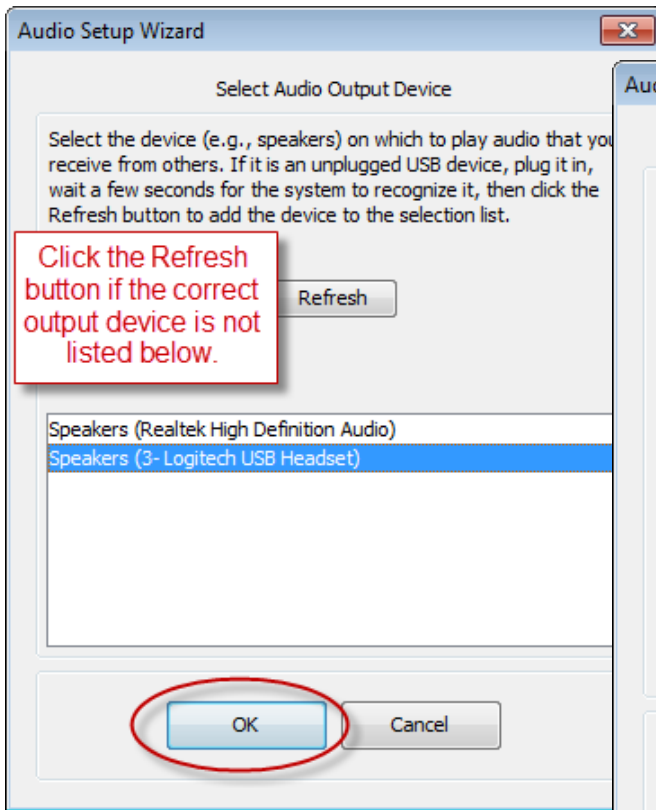 Audio Setup Wizard
Select Audio Output Device
Select the device (e.g., speakers) on which to play audio that you
receive from others. If it is an unplugged USB device, plug it in,
wait a few seconds for the system to recognize it, then click the
Refresh button to add the device to the selection list.
Click the Refresh
button if the correct
output device is not
listed below.
Refresh
Speakers (Realtek High Definition Audio)
Speakers (3- Logitech USB Headset)
OK
Cancel
Aud